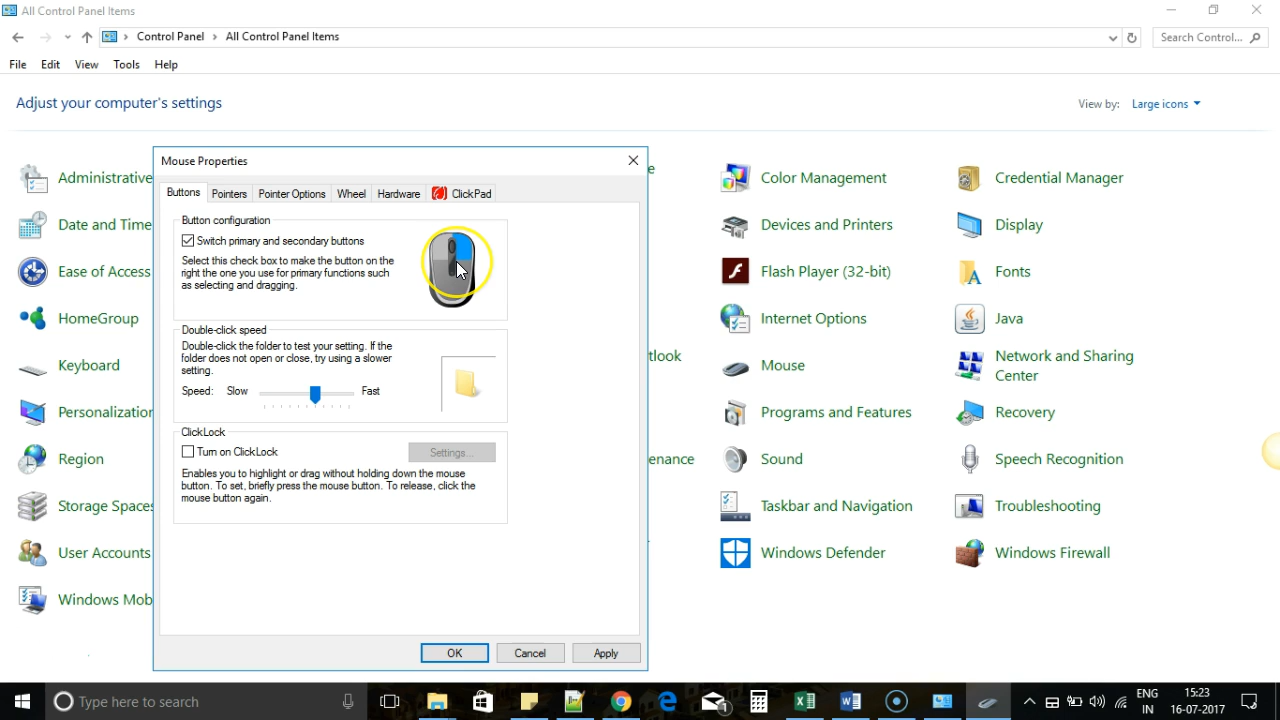 All Control Panel Items
Control Panel > All Control Panel Items
Search Control...
File Edit View Tools Help
Adjust your computer's settings
View by: Large icons
Administrative
Date and Time
Ease of Access
HomeGroup
Keyboard
Personalization
Region
Storage Spaces
User Accounts
Windows Mob
Mouse Properties
Buttons Pointers Pointer Options Wheel Hardware ClickPad
Button configuration
Switch primary and secondary buttons
Select this check box to make the button on the
right the one you use for primary functions such
as selecting and dragging.
Double-click speed
Double-click the folder to test your setting. If the
folder does not open or close, try using a slower
setting.
Speed: Slow Fast
ClickLock
Turn on ClickLock
Settings...
Enables you to highlight or drag without holding down the mouse
button. To set, briefly press the mouse button. To release, click the
mouse button again.
OK Cancel Apply
e
tlook
enance
Color Management
Devices and Printers
Flash Player (32-bit)
Internet Options
Mouse
Programs and Features
Sound
Taskbar and Navigation
Windows Defender
Credential Manager
Display
Fonts
Java
Network and Sharing
Center
Recovery
Speech Recognition
Troubleshooting
Windows Firewall
Type here to search
1
ENG
IN
15:23
16-07-2017